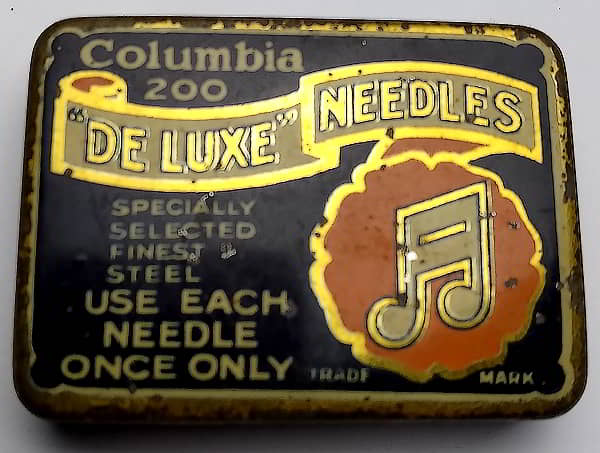 Columbia
200
"DE LUXE" NEEDLES
SPECIALLY
SELECTED
FINEST
STEEL
USE EACH
NEEDLE
ONCE ONLY
TRADE MARK